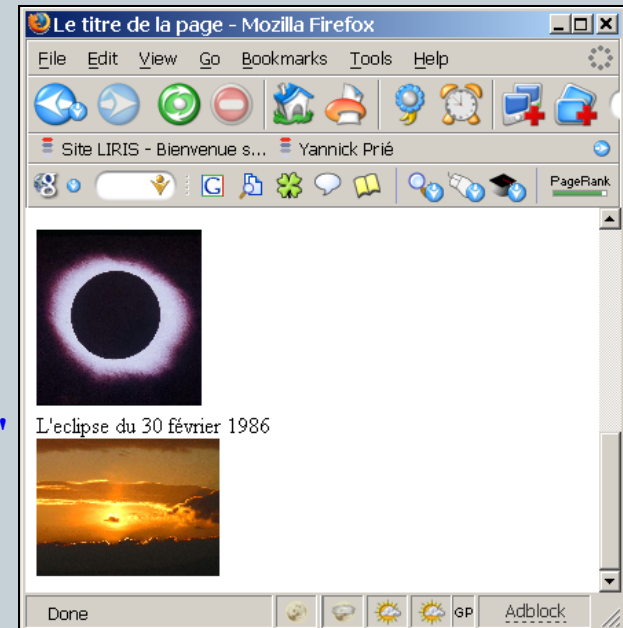 Le titre de la page - Mozilla Firefox
File Edit View Go Bookmarks Tools Help
Site LIRIS - Bienvenue s... Yannick Prié
G PageRank
"
L'eclipse du 30 février 1986
Done GP Adblock